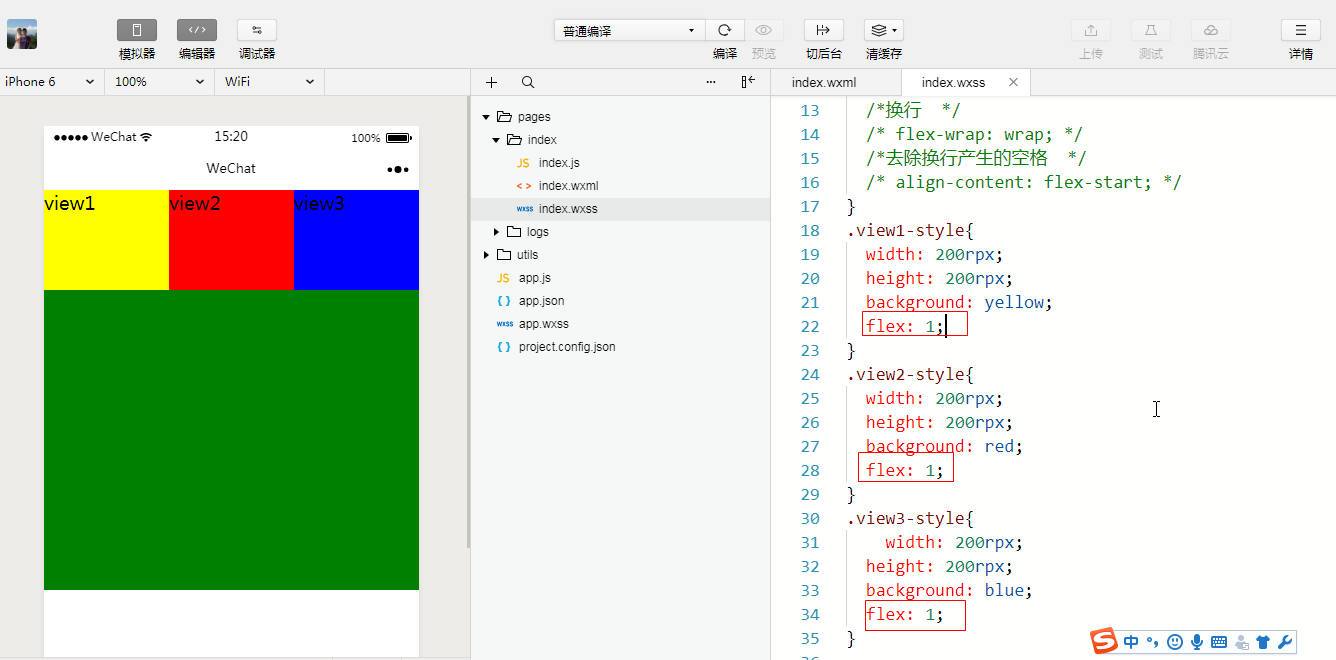 模拟器 编辑器 调试器
普通编译
编译 预览 切后台 清缓存
上传 测试 腾讯云 详情
iPhone 6 100% WiFi
index.wxml index.wxss
WeChat 15:20 100%
WeChat
view1 view2 view3
pages
index
JS index.js
< > index.wxml
wxss index.wxss
logs
utils
JS app.js
{ } app.json
wxss app.wxss
{ } project.config.json
13 /*换行 */
14 /* flex-wrap: wrap; */
15 /*去除换行产生的空格 */
16 /* align-content: flex-start; */
17 }
18 .view1-style{
19 width: 200rpx;
20 height: 200rpx;
21 background: yellow;
22 flex: 1;
23 }
24 .view2-style{
25 width: 200rpx;
26 height: 200rpx;
27 background: red;
28 flex: 1;
29 }
30 .view3-style{
31 width: 200rpx;
32 height: 200rpx;
33 background: blue;
34 flex: 1;
35 }
S 中